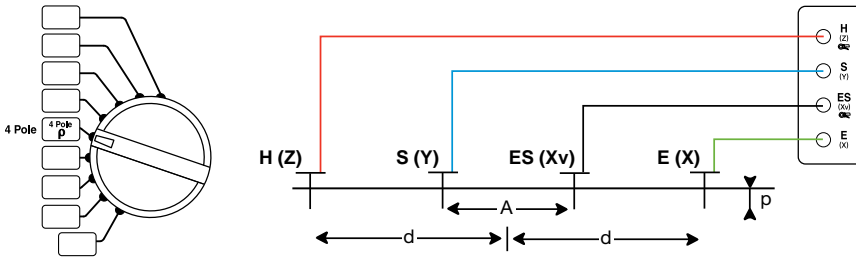 4 Pole
4 Pole
ρ
H (Z)
S (Y)
ES (Xv)
E (X)
A
d
d
p
H
(Z)
S
(Y)
ES
(Xv)
E
(X)